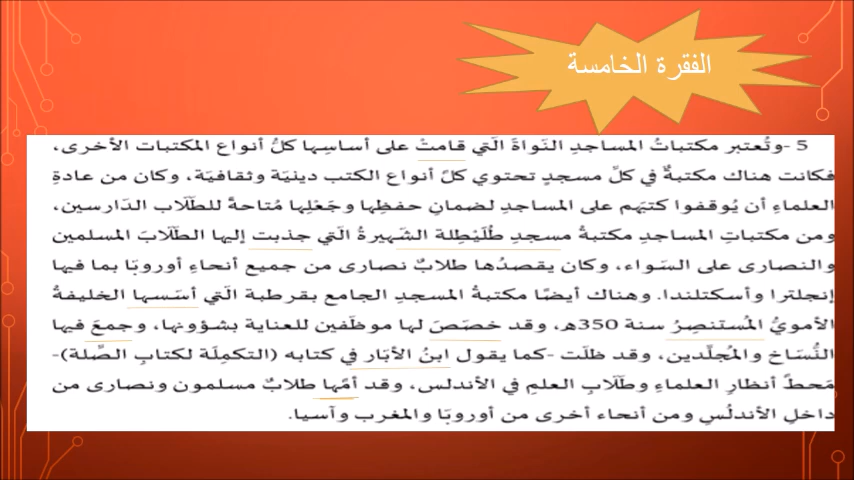 الفقرة الخامسة
5 -وتُعتبر مكتباتُ المساجدِ النَواةَ الّتي قامتْ على أساسِها كلُّ أنواع المكتبات الأخرى،
فكانت هناك مكتبةٌ في كلِّ مسجدٍ تحتوي كلّ أنواع الكتب دينيَة وثقافيَة، وكان من عادةِ
العلماءِ أن يُوقفوا كتبَهم على المساجدِ لضمانِ حفظِها وجَعْلِها مُتاحةً للطلّاب الدّارسين،
ومن مكتباتِ المساجدِ مكتبةُ مسجدِ طُلَيْطِلة الشَهيرةُ الّتي جذبت إليها الطلّابَ المسلمين
والنصارى على السَواء، وكان يقصدُها طلابٌ نصارى من جميع أنحاءِ أوروبَا بما فيها
إنجلترا وأسكتلندا. وهناك أيضًا مكتبةُ المسجدِ الجامع بقرطبة الّتي أسَسها الخليفةُ
الأمويُّ المُستنصِرُ سنة 350هـ، وقد خصَصَ لها موظَفين للعناية بشؤونها، وجمعَ فيها
النُسَاخ والمُجلّدين، وقد ظلَت -كما يقول ابنُ الأبَار في كتابه (التكمِلَة لكتابِ الصِّلة)-
مَحطَ أنظارِ العلماءِ وطلّابِ العلمِ في الأندلس، وقد أمَها طلابٌ مسلمون ونصارى من
داخلِ الأندلُسِ ومن أنحاء أخرى من أوروبَا والمغرب وآسيا.